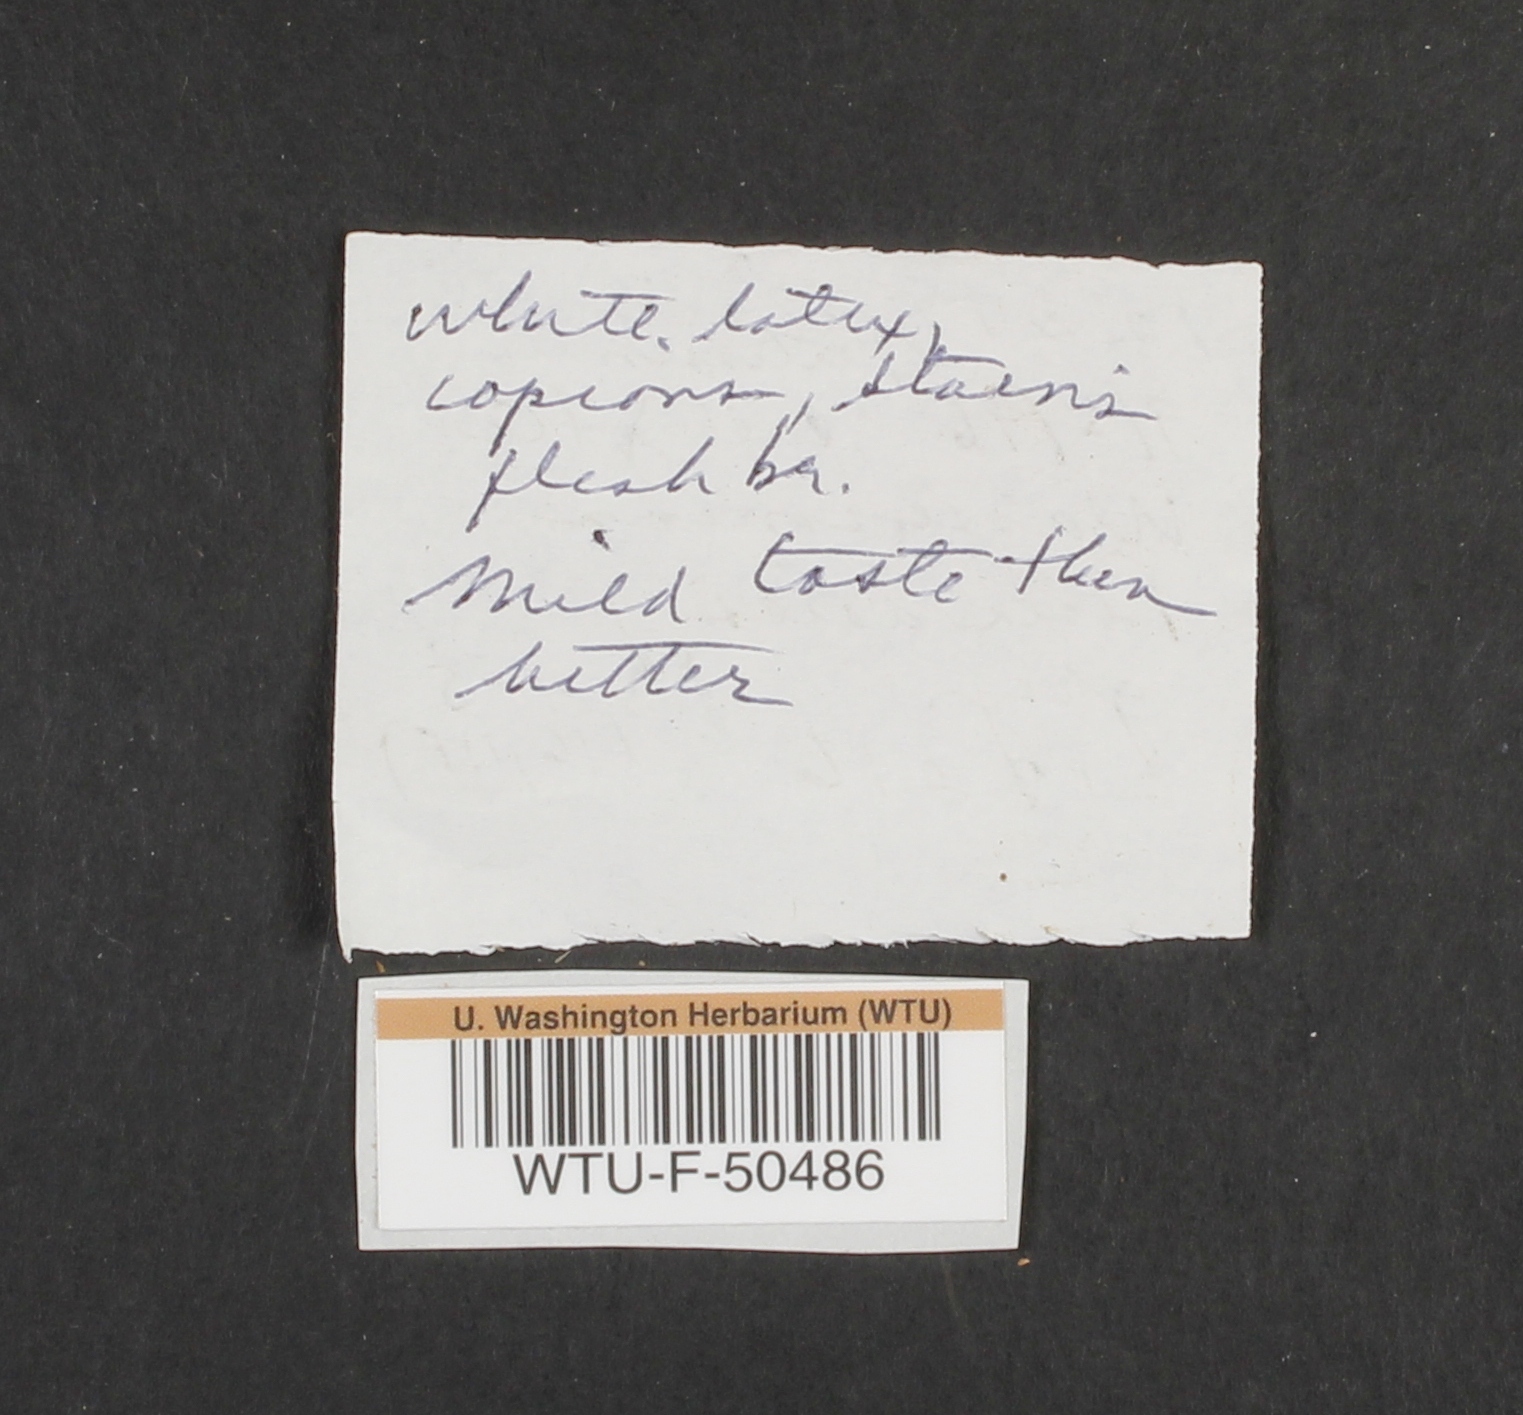 white latex,
copious, stains
flesh br.
Mild taste then
bitter
U. Washington Herbarium (WTU)
WTU-F-50486